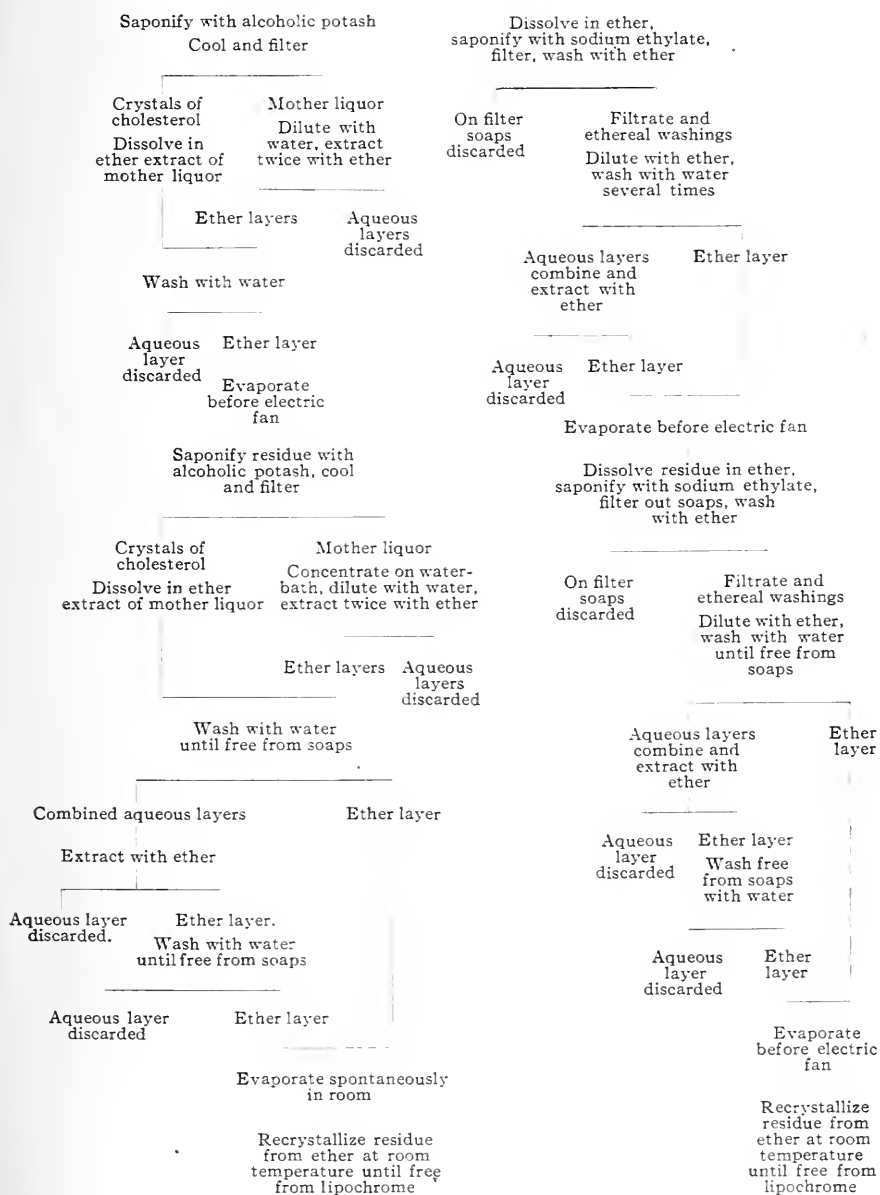 Saponify with alcoholic potash
Cool and filter
Crystals of
cholesterol
Dissolve in
ether extract of
mother liquor
Mother liquor
Dilute with
water, extract
twice with ether
Ether layers
Aqueous
layers
discarded
Wash with water
Aqueous
layer
discarded
Ether layer
Evaporate
before electric
fan
Saponify residue with
alcoholic potash, cool
and filter
Crystals of
cholesterol
Dissolve in ether
extract of mother liquor
Mother liquor
Concentrate on water-
bath, dilute with water,
extract twice with ether
Ether layers
Aqueous
layers
discarded
Wash with water
until free from soaps
Combined aqueous layers
Ether layer
Extract with ether
Aqueous layer
discarded.
Ether layer.
Wash with water
until free from soaps
Aqueous layer
discarded
Ether layer
Evaporate spontaneously
in room
Recrystallize residue
from ether at room
temperature until free
from lipochrome
Dissolve in ether,
saponify with sodium ethylate,
filter, wash with ether
On filter
soaps
discarded
Filtrate and
ethereal washings
Dilute with ether,
wash with water
several times
Aqueous layers
combine and
extract with
ether
Ether layer
Aqueous
layer
discarded
Ether layer
Evaporate before electric fan
Dissolve residue in ether,
saponify with sodium ethylate,
filter out soaps, wash
with ether
On filter
soaps
discarded
Filtrate and
ethereal washings
Dilute with ether,
wash with water
until free from
soaps
Aqueous layers
combine and
extract with
ether
Ether
layer
Aqueous
layer
discarded
Ether layer
Wash free
from soaps
with water
Aqueous
layer
discarded
Ether
layer
Evaporate
before electric
fan
Recrystallize
residue from
ether at room
temperature
until free from
lipochrome